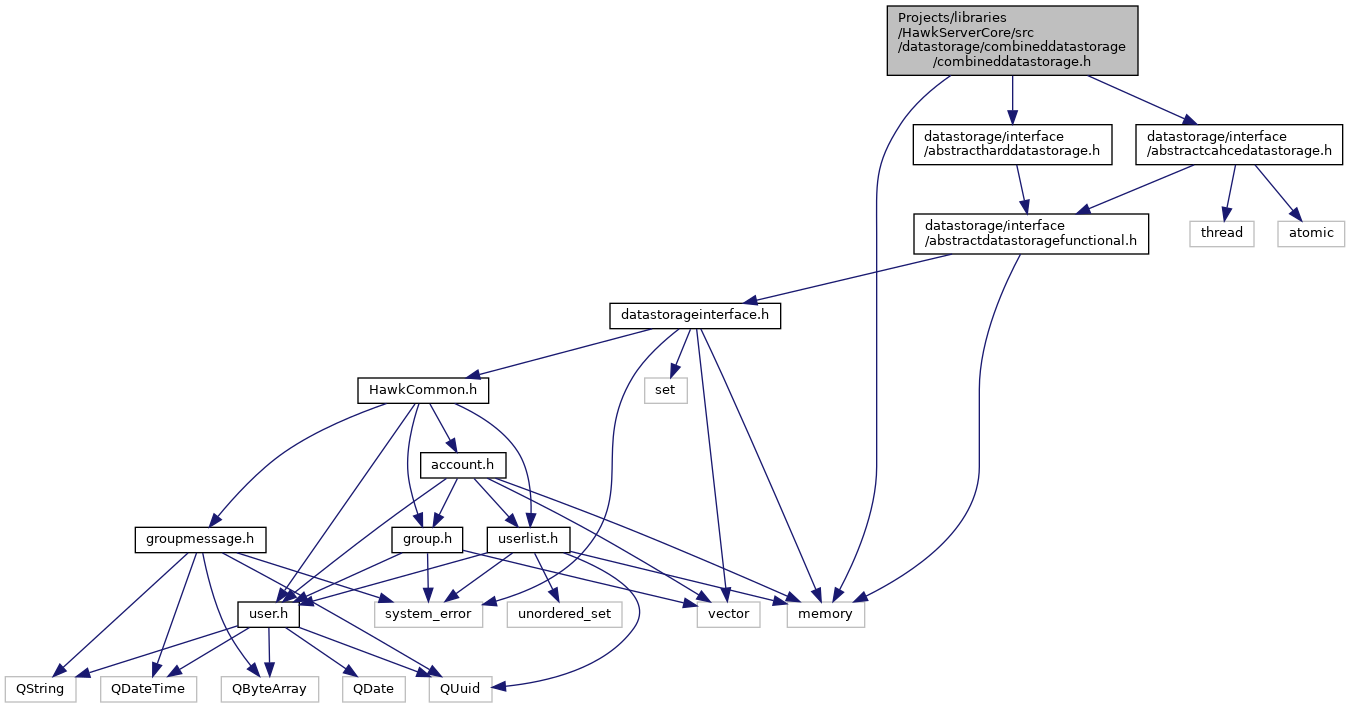 Projects/libraries
/HawkServerCore/src
/datastorage/combineddatastorage
/combineddatastorage.h
datastorage/interface
/abstractharddatastorage.h
datastorage/interface
/abstractcahcedatastorage.h
datastorage/interface
/abstractdatastoragefunctional.h
thread
atomic
datastorageinterface.h
HawkCommon.h
set
account.h
groupmessage.h
group.h
userlist.h
user.h
system_error
unordered_set
vector
memory
QString
QDateTime
QByteArray
QDate
QUuid